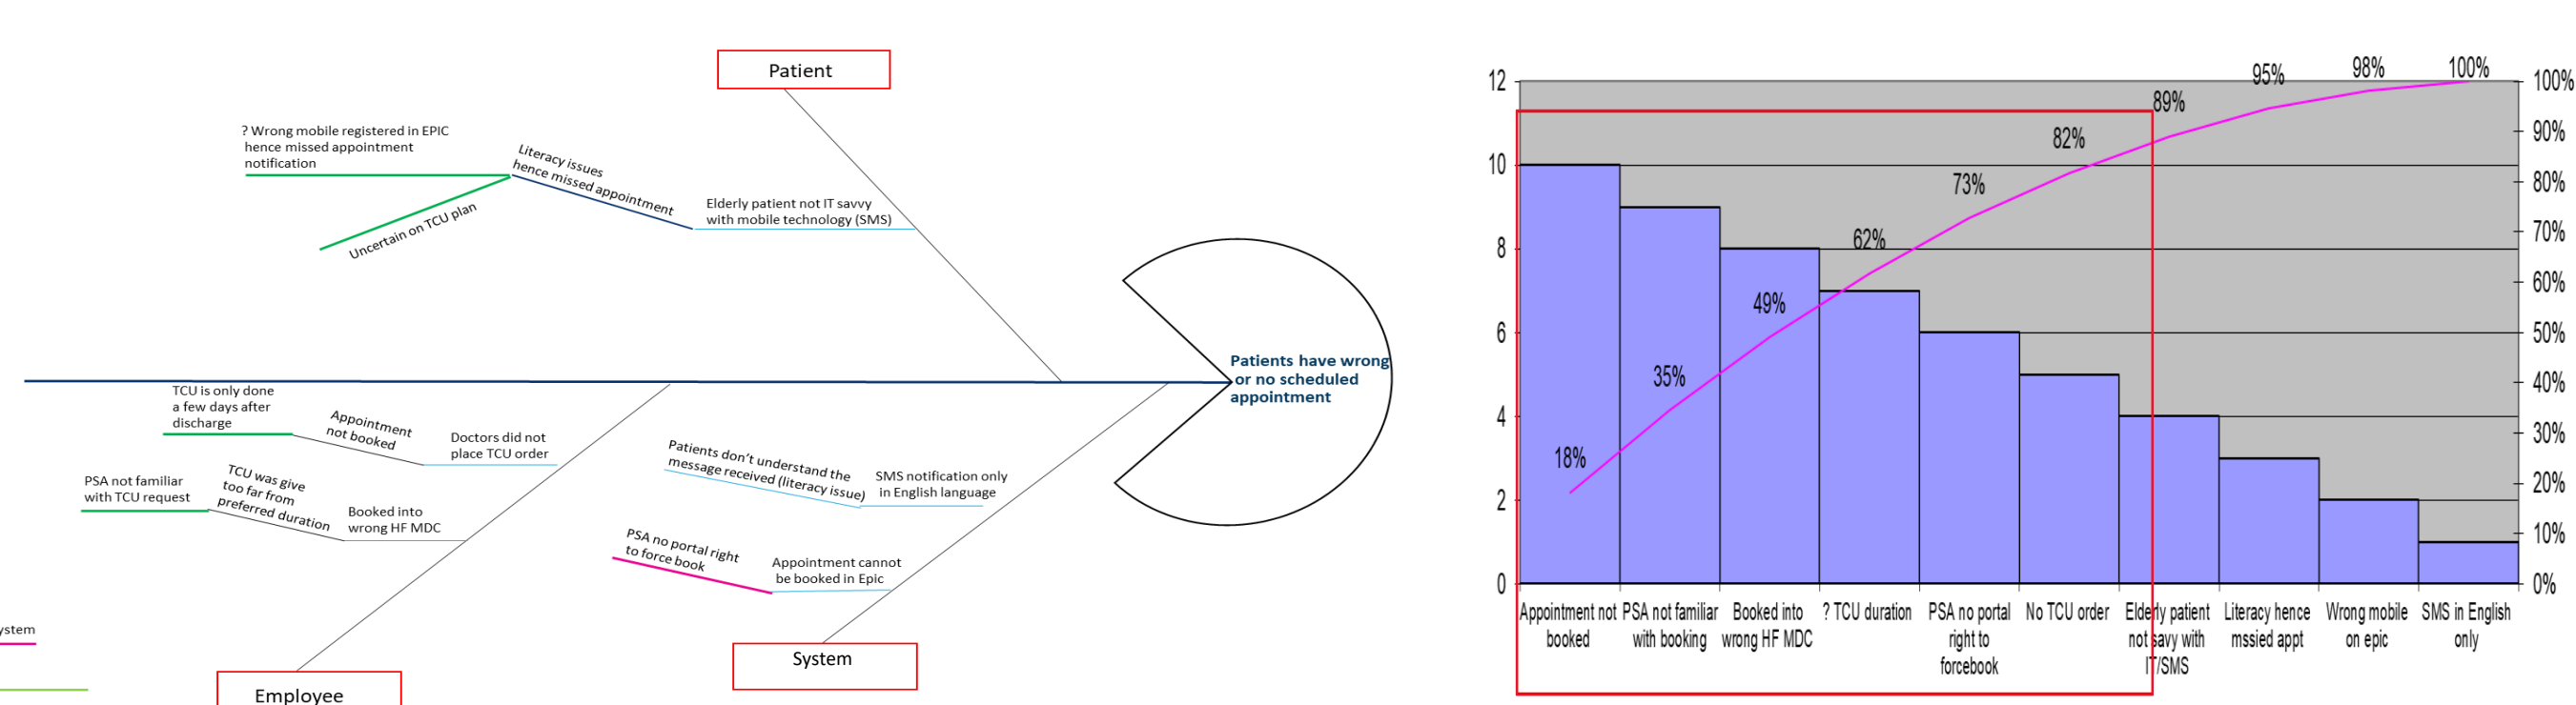 Patient
? Wrong mobile registered in EPIC
hence missed appointment
notification
Literacy issues
hence missed appointment
Uncertain on TCU plan
Elderly patient not IT savvy
with mobile technology (SMS)
Patients have wrong
or no scheduled
appointment
TCU is only done
a few days after
discharge
Appointment
not booked
Doctors did not
place TCU order
PSA not familiar
with TCU request
TCU was give
too far from
preferred duration
Booked into
wrong HF MDC
Patients don't understand the
message received (literacy issue)
SMS notification only
in English language
PSA no portal right
to force book
Appointment cannot
be booked in Epic
ystem
Employee
System
12
10
8
6
4
2
0
18%
35%
49%
62%
73%
82%
89%
95%
98%
100%
100%
90%
80%
70%
60%
50%
40%
30%
20%
10%
0%
Appointment not
booked
PSA not familiar
with booking
Booked into
wrong HF MDC
? TCU duration
PSA no portal
right to
forcebook
No TCU order
Elderly patient
not savy with
IT/SMS
Literacy hence
mssied appt
Wrong mobile
on epic
SMS in English
only